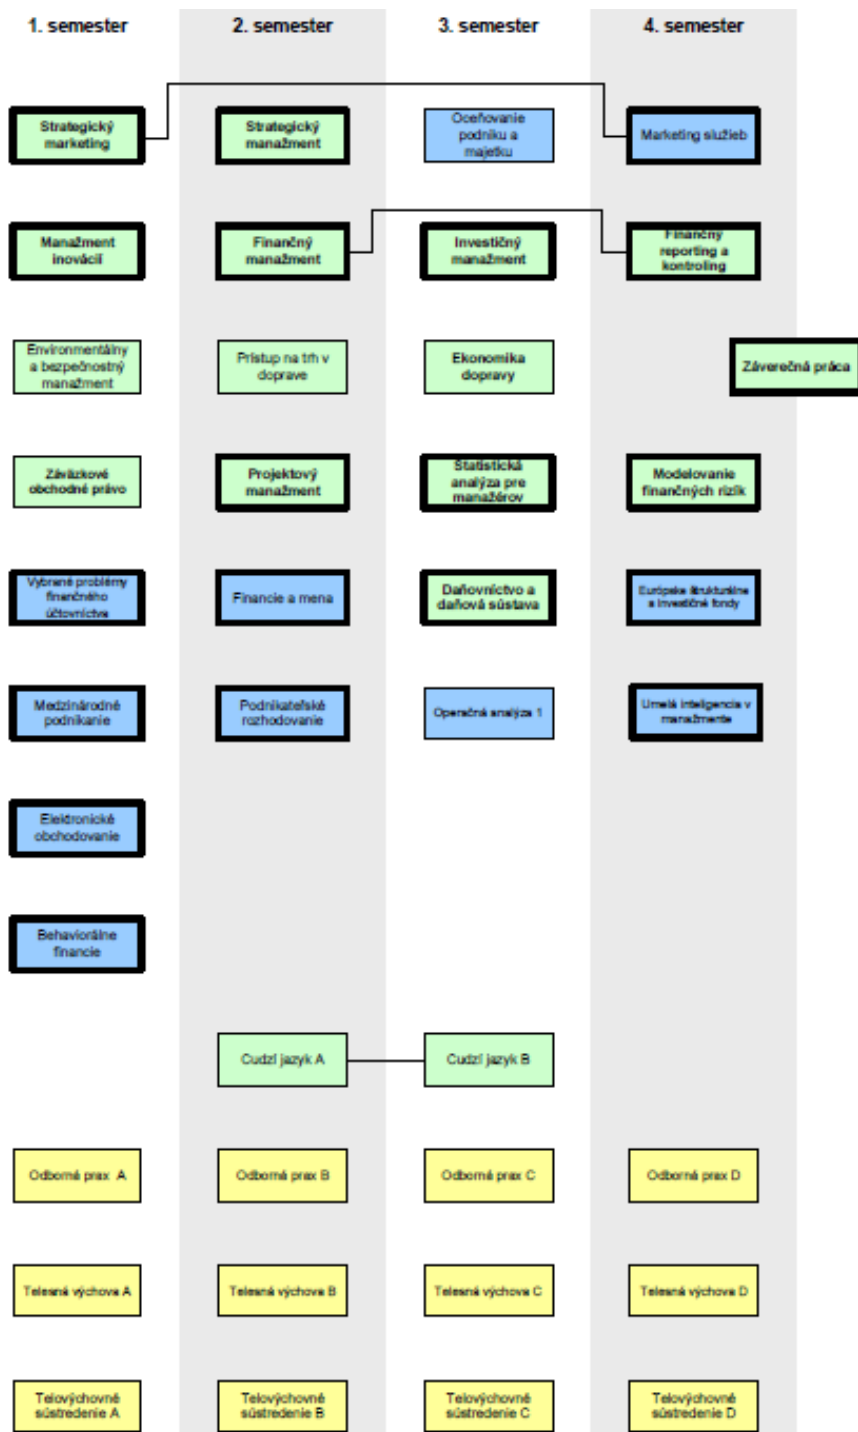 1. semester 2. semester 3. semester 4. semester
Strategický
marketing
Strategický
manažment
Oceňovanie
podniku a
majetku
Marketing služieb
Manažment
inovácií
Finančný
manažment
Investičný
manažment
Finančný
reporting a
kontroling
Environmentálny
a bezpečnostný
manažment
Prístup na trh v
doprave
Ekonomika
dopravy
Záverečná práca
Záväzkové
obchodné právo
Projektový
manažment
Štatistická
analýza pre
manažérov
Modelovanie
finančných rizík
Vybrané problémy
finančného
účtovníctva
Financie a mena
Daňovníctvo a
daňová sústava
Európske štrukturálne
a investičné fondy
Medzinárodné
podnikanie
Podnikateľské
rozhodovanie
Operačná analýza 1
Umelá inteligencia v
manažmente
Elektronické
obchodovanie
Behaviorálne
financie
Cudzí jazyk A
Cudzí jazyk B
Odborná prax A
Odborná prax B
Odborná prax C
Odborná prax D
Telesná výchova A
Telesná výchova B
Telesná výchova C
Telesná výchova D
Telovýchovné
sústredenie A
Telovýchovné
sústredenie B
Telovýchovné
sústredenie C
Telovýchovné
sústredenie D